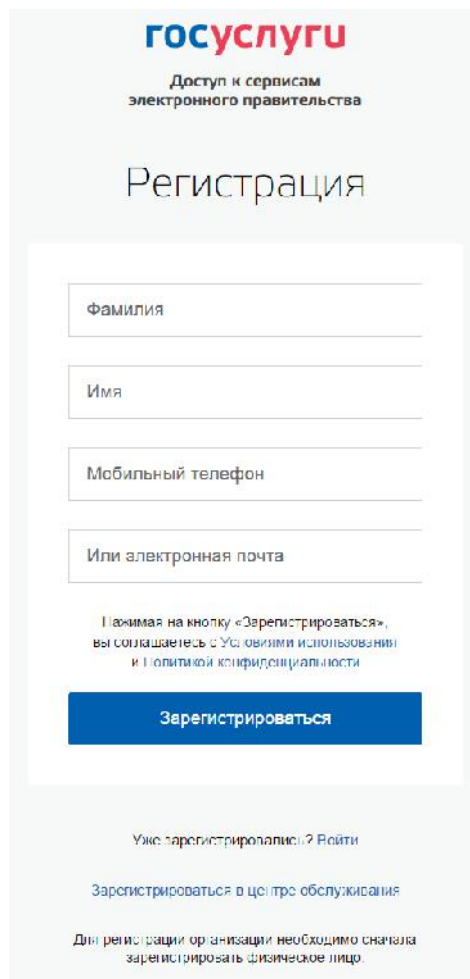 госуслуги
Доступ к сервисам
электронного правительства
Регистрация
Фамилия
Имя
Мобильный телефон
Или электронная почта
Нажимая на кнопку «Зарегистрироваться»,
вы соглашаетесь с Условиями использования
и Политикой конфиденциальности
Зарегистрироваться
Уже зарегистрировались? Войти
Зарегистрироваться в центре обслуживания
Для регистрации организации необходимо сначала
зарегистрировать физическое лицо.